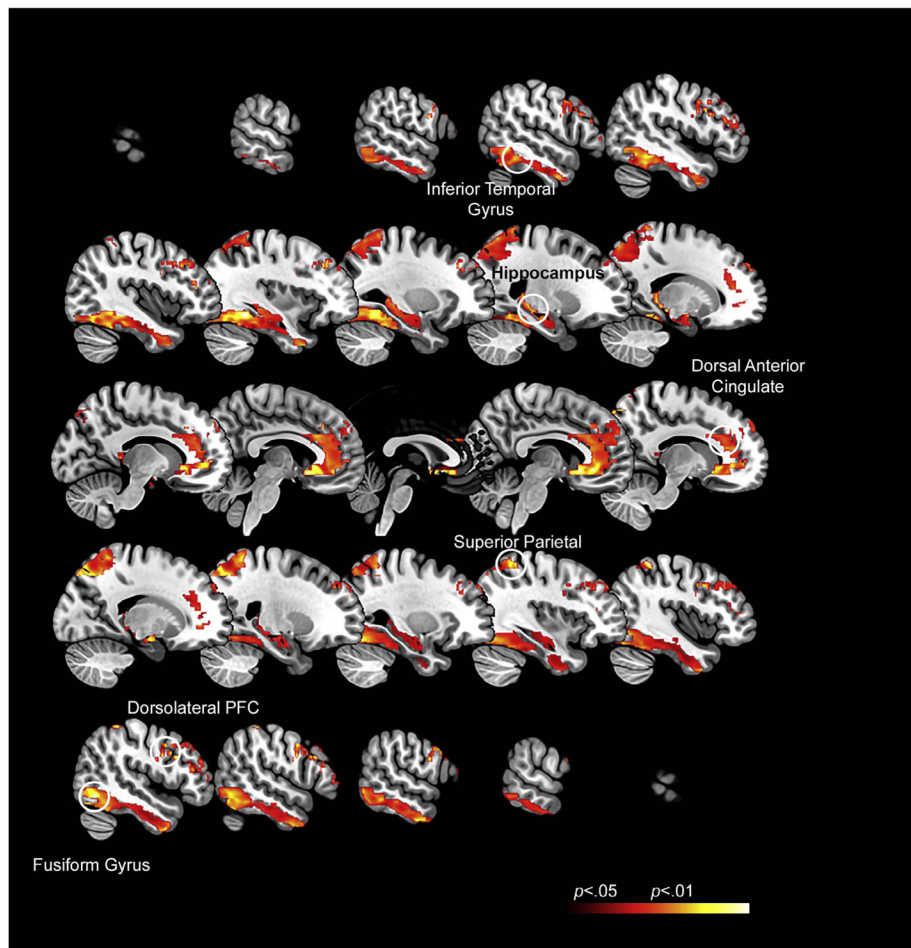 Inferior Temporal
Gyrus
Hippocampus
Dorsal Anterior
Cingulate
Superior Parietal
Dorsolateral PFC
Fusiform Gyrus
p<.05 p<.01